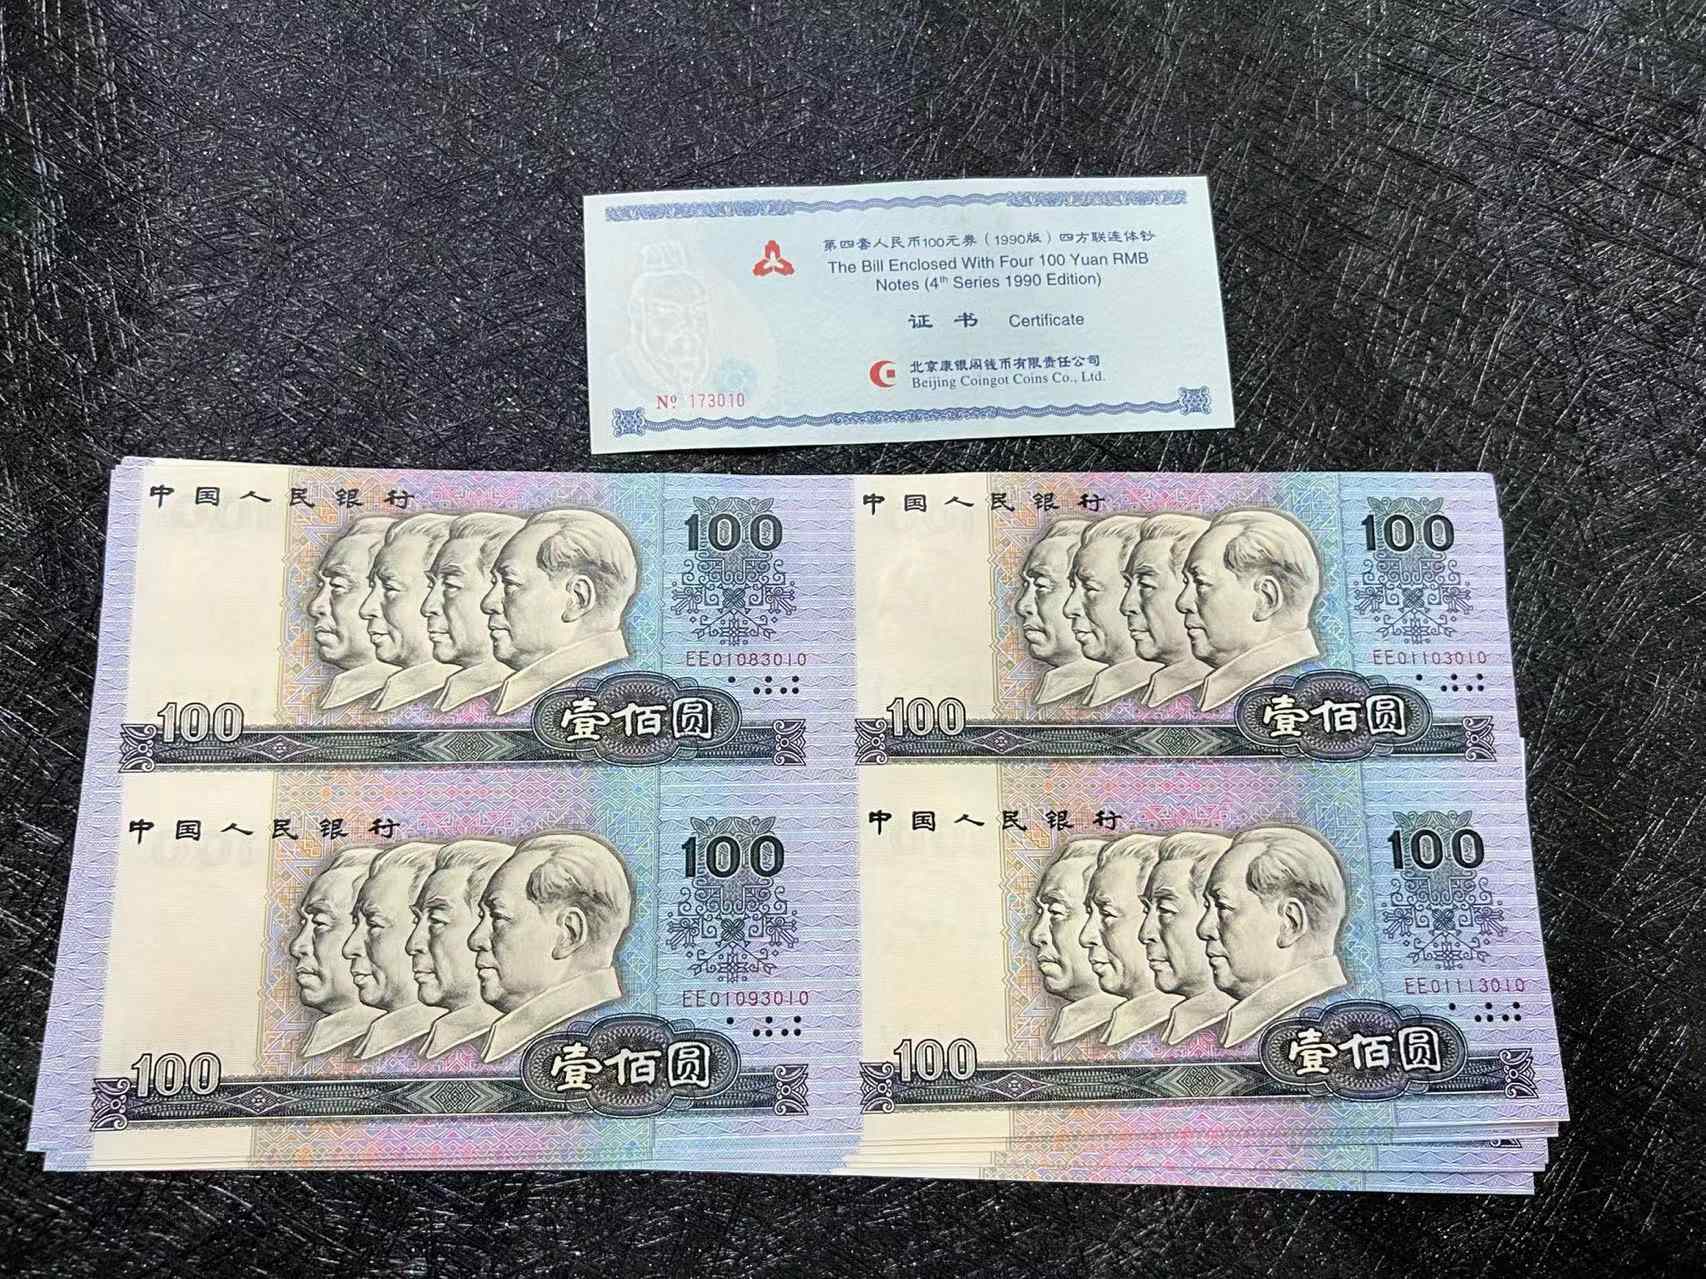 第四套人民币100元券（1990版）四方联连体钞
The Bill Enclosed With Four 100 Yuan RMB
Notes (4th Series 1990 Edition)
证书 Certificate
北京康银阁钱币有限责任公司
Beijing Coingot Coins Co., Ltd.
Nº 173010
中国人民银行
100
EE01083010
100
壹佰圆
中国人民银行
100
EE01103010
100
壹佰圆
中国人民银行
100
EE01093010
100
壹佰圆
中国人民银行
100
EE01113010
100
壹佰圆